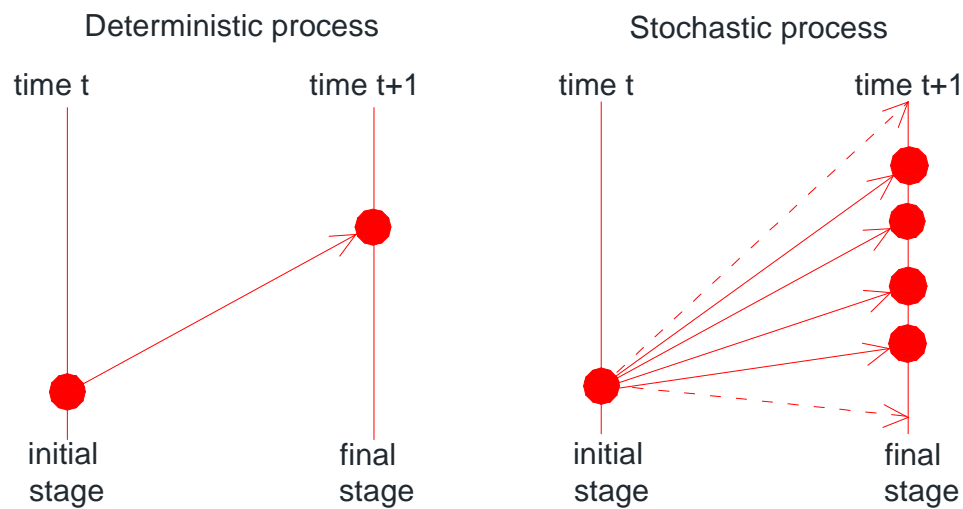 Deterministic process
time t
time t+1
initial
stage
final
stage
Stochastic process
time t
time t+1
initial
stage
final
stage